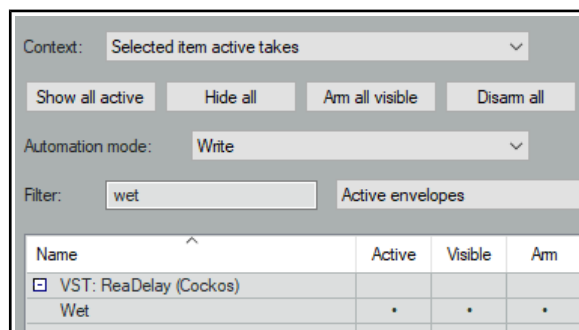 Context: Selected item active takes
Show all active Hide all Arm all visible Disarm all
Automation mode: Write
Filter: wet Active envelopes
Name Active Visible Arm
VST: ReaDelay (Cockos)
Wet